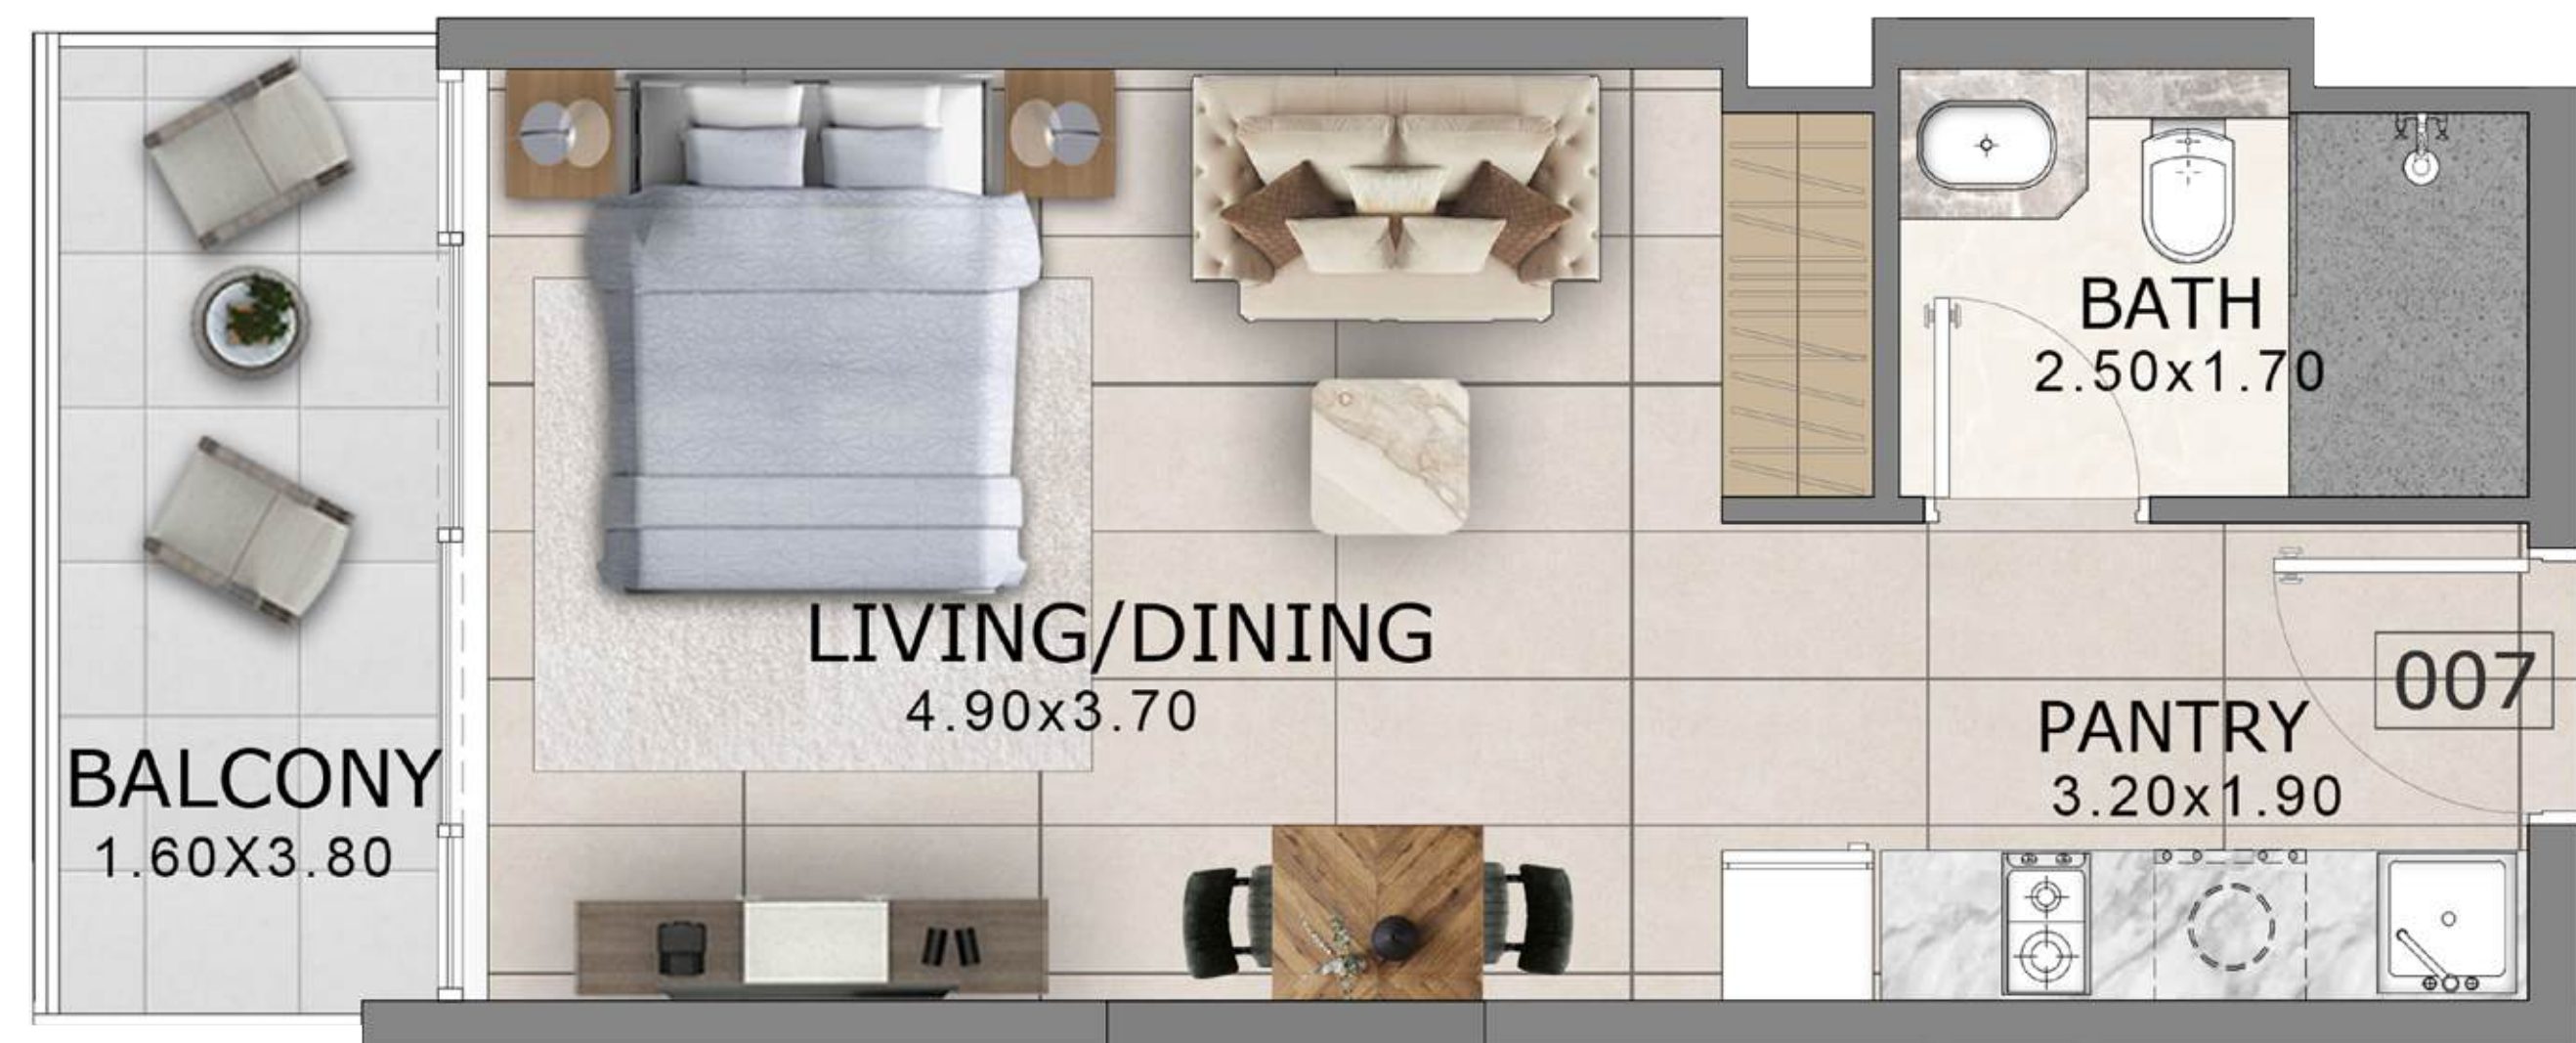 BATH
2.50x1.70
LIVING/DINING
4.90x3.70
007
PANTRY
3.20x1.90
BALCONY
1.60X3.80